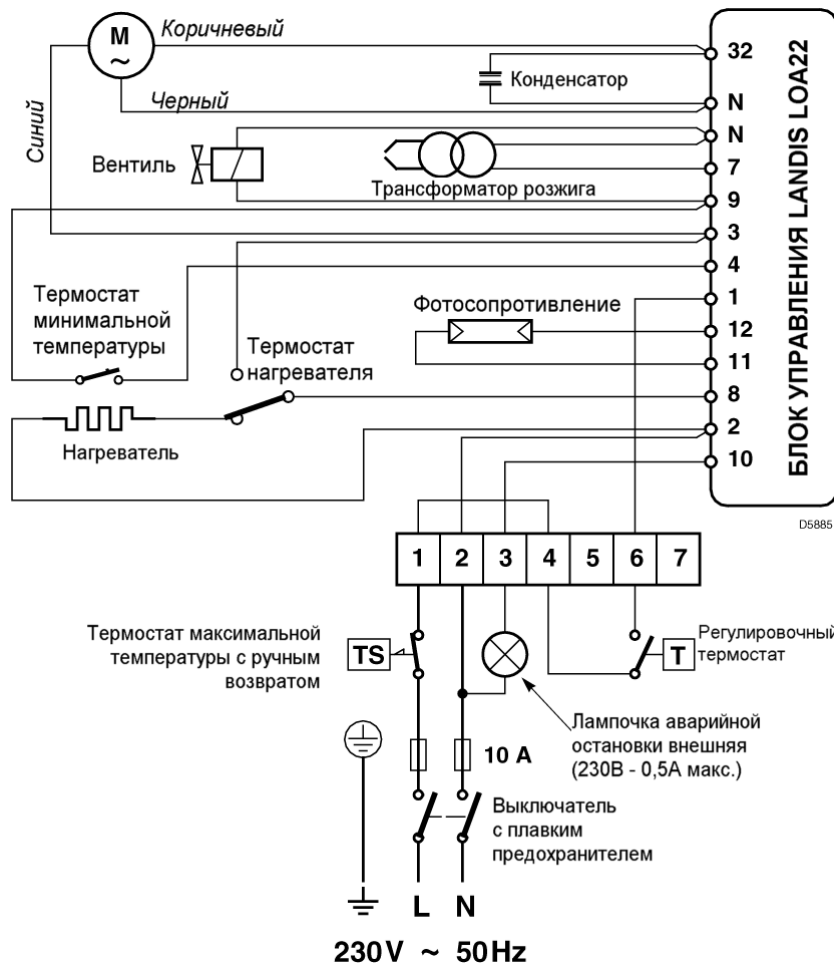 M
~
Коричневый
Черный
Синий
Конденсатор
Вентиль
Трансформатор розжига
Термостат
минимальной
температуры
Термостат
нагревателя
Фотосопротивление
Нагреватель
32
N
N
7
9
3
4
1
12
11
8
2
10
БЛОК УПРАВЛЕНИЯ LANDIS LOA22
D5885
1 2 3 4 5 6 7
Термостат максимальной
температуры с ручным
возвратом
TS
T
Регулировочный
термостат
Лампочка аварийной
остановки внешняя
(230В - 0,5А макс.)
10 A
Выключатель
с плавким
предохранителем
L N
230V ~ 50Hz